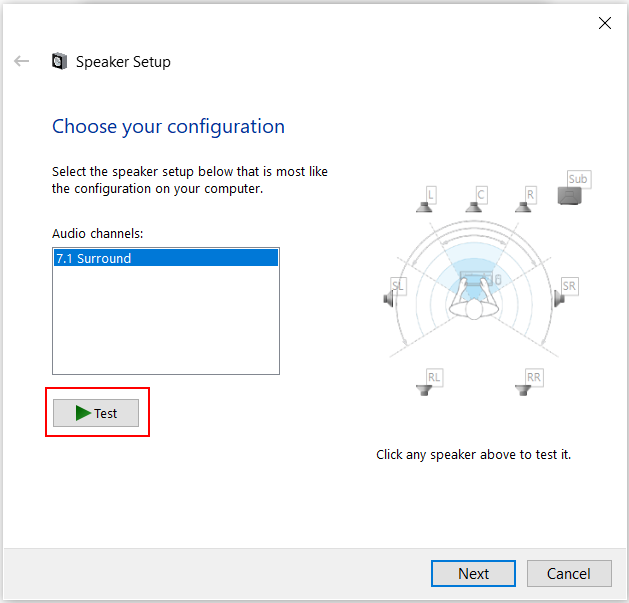 Speaker Setup
Choose your configuration
Select the speaker setup below that is most like
the configuration on your computer.
Audio channels:
7.1 Surround
Test
L
C
R
Sub
SL
SR
RL
RR
Click any speaker above to test it.
Next
Cancel